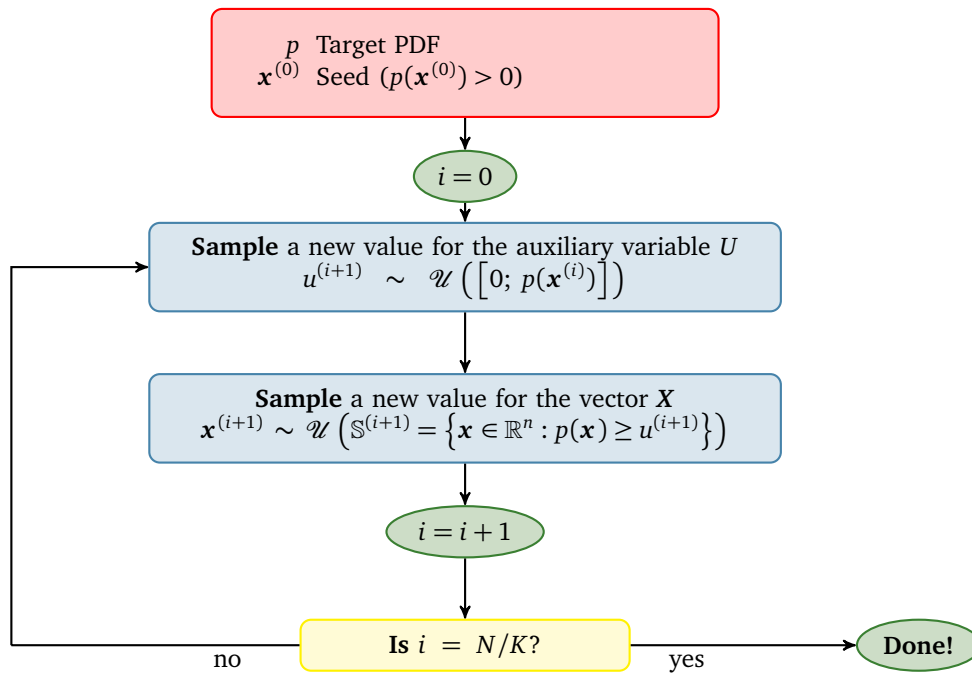 p Target PDF
x^(0) Seed (p(x^(0)) > 0)
i = 0
Sample a new value for the auxiliary variable U
u^(i+1) ∼ 𝒰 ([0; p(x^(i))])
Sample a new value for the vector X
x^(i+1) ∼ 𝒰 (𝕊^(i+1) = {x ∈ ℝ^n : p(x) ≥ u^(i+1)})
i = i + 1
Is i = N/K?
no
yes
Done!